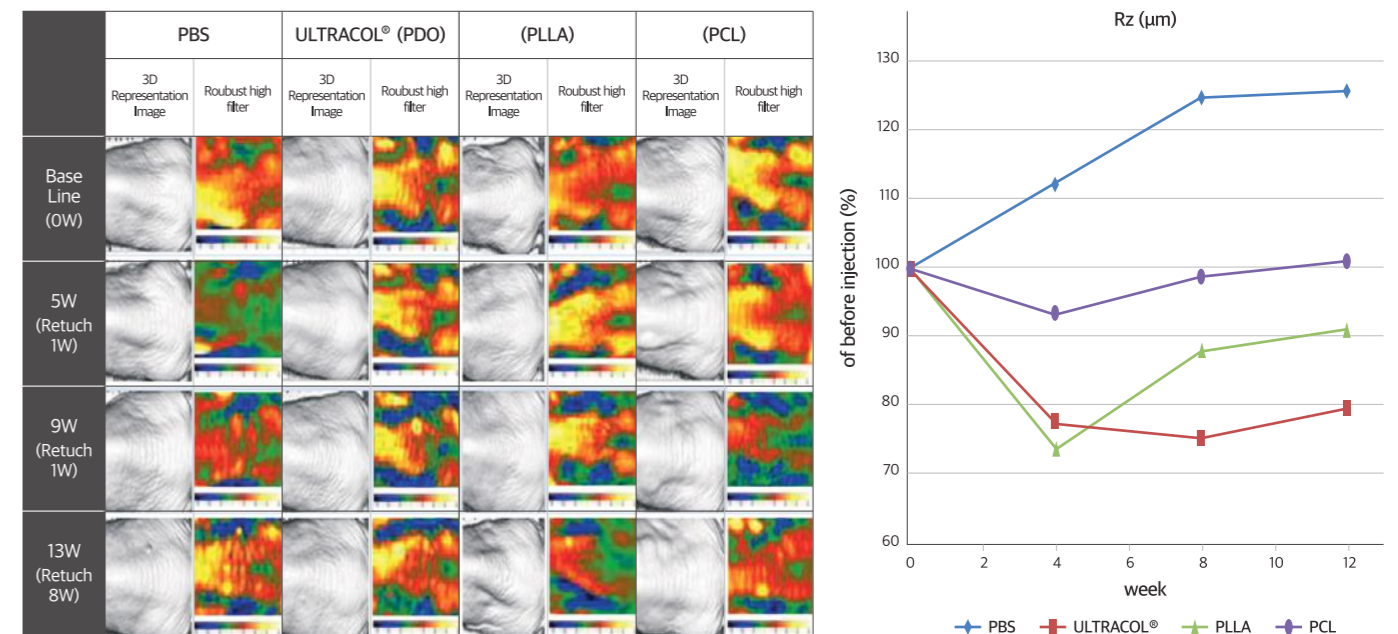 PBS
ULTRACOL® (PDO)
(PLLA)
(PCL)
3D
Representation
Image
Roubust high
filter
3D
Representation
Image
Roubust high
filter
3D
Representation
Image
Roubust high
filter
3D
Representation
Image
Roubust high
filter
Base
Line
(0W)
5W
(Retuch
1W)
9W
(Retuch
1W)
13W
(Retuch
8W)
Rz (μm)
of before injection (%)
130
120
110
100
90
80
70
60
0 2 4 6 8 10 12
week
PBS ULTRACOL® PLLA PCL